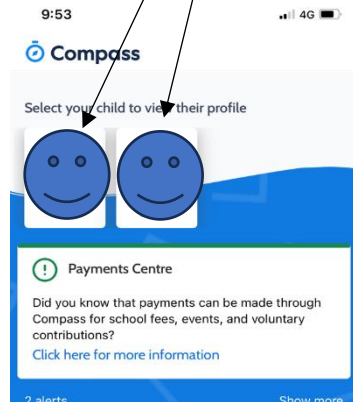 9:53
4G
Compass
Select your child to view their profile
Payments Centre
Did you know that payments can be made through
Compass for school fees, events, and voluntary
contributions?
Click here for more information
2 alerts
Show more